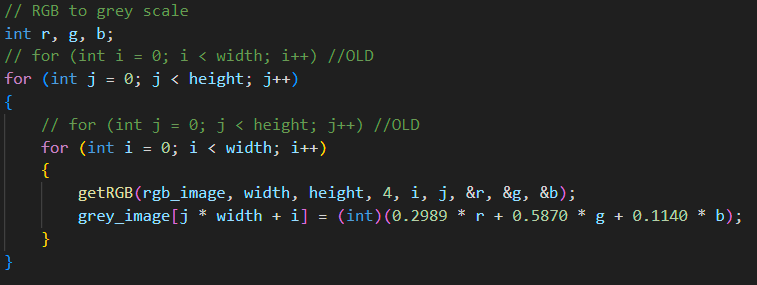 // RGB to grey scale
int r, g, b;
// for (int i = 0; i < width; i++) //OLD
for (int j = 0; j < height; j++)
{
// for (int j = 0; j < height; j++) //OLD
for (int i = 0; i < width; i++)
{
getRGB(rgb_image, width, height, 4, i, j, &r, &g, &b);
grey_image[j * width + i] = (int)(0.2989 * r + 0.5870 * g + 0.1140 * b);
}
}